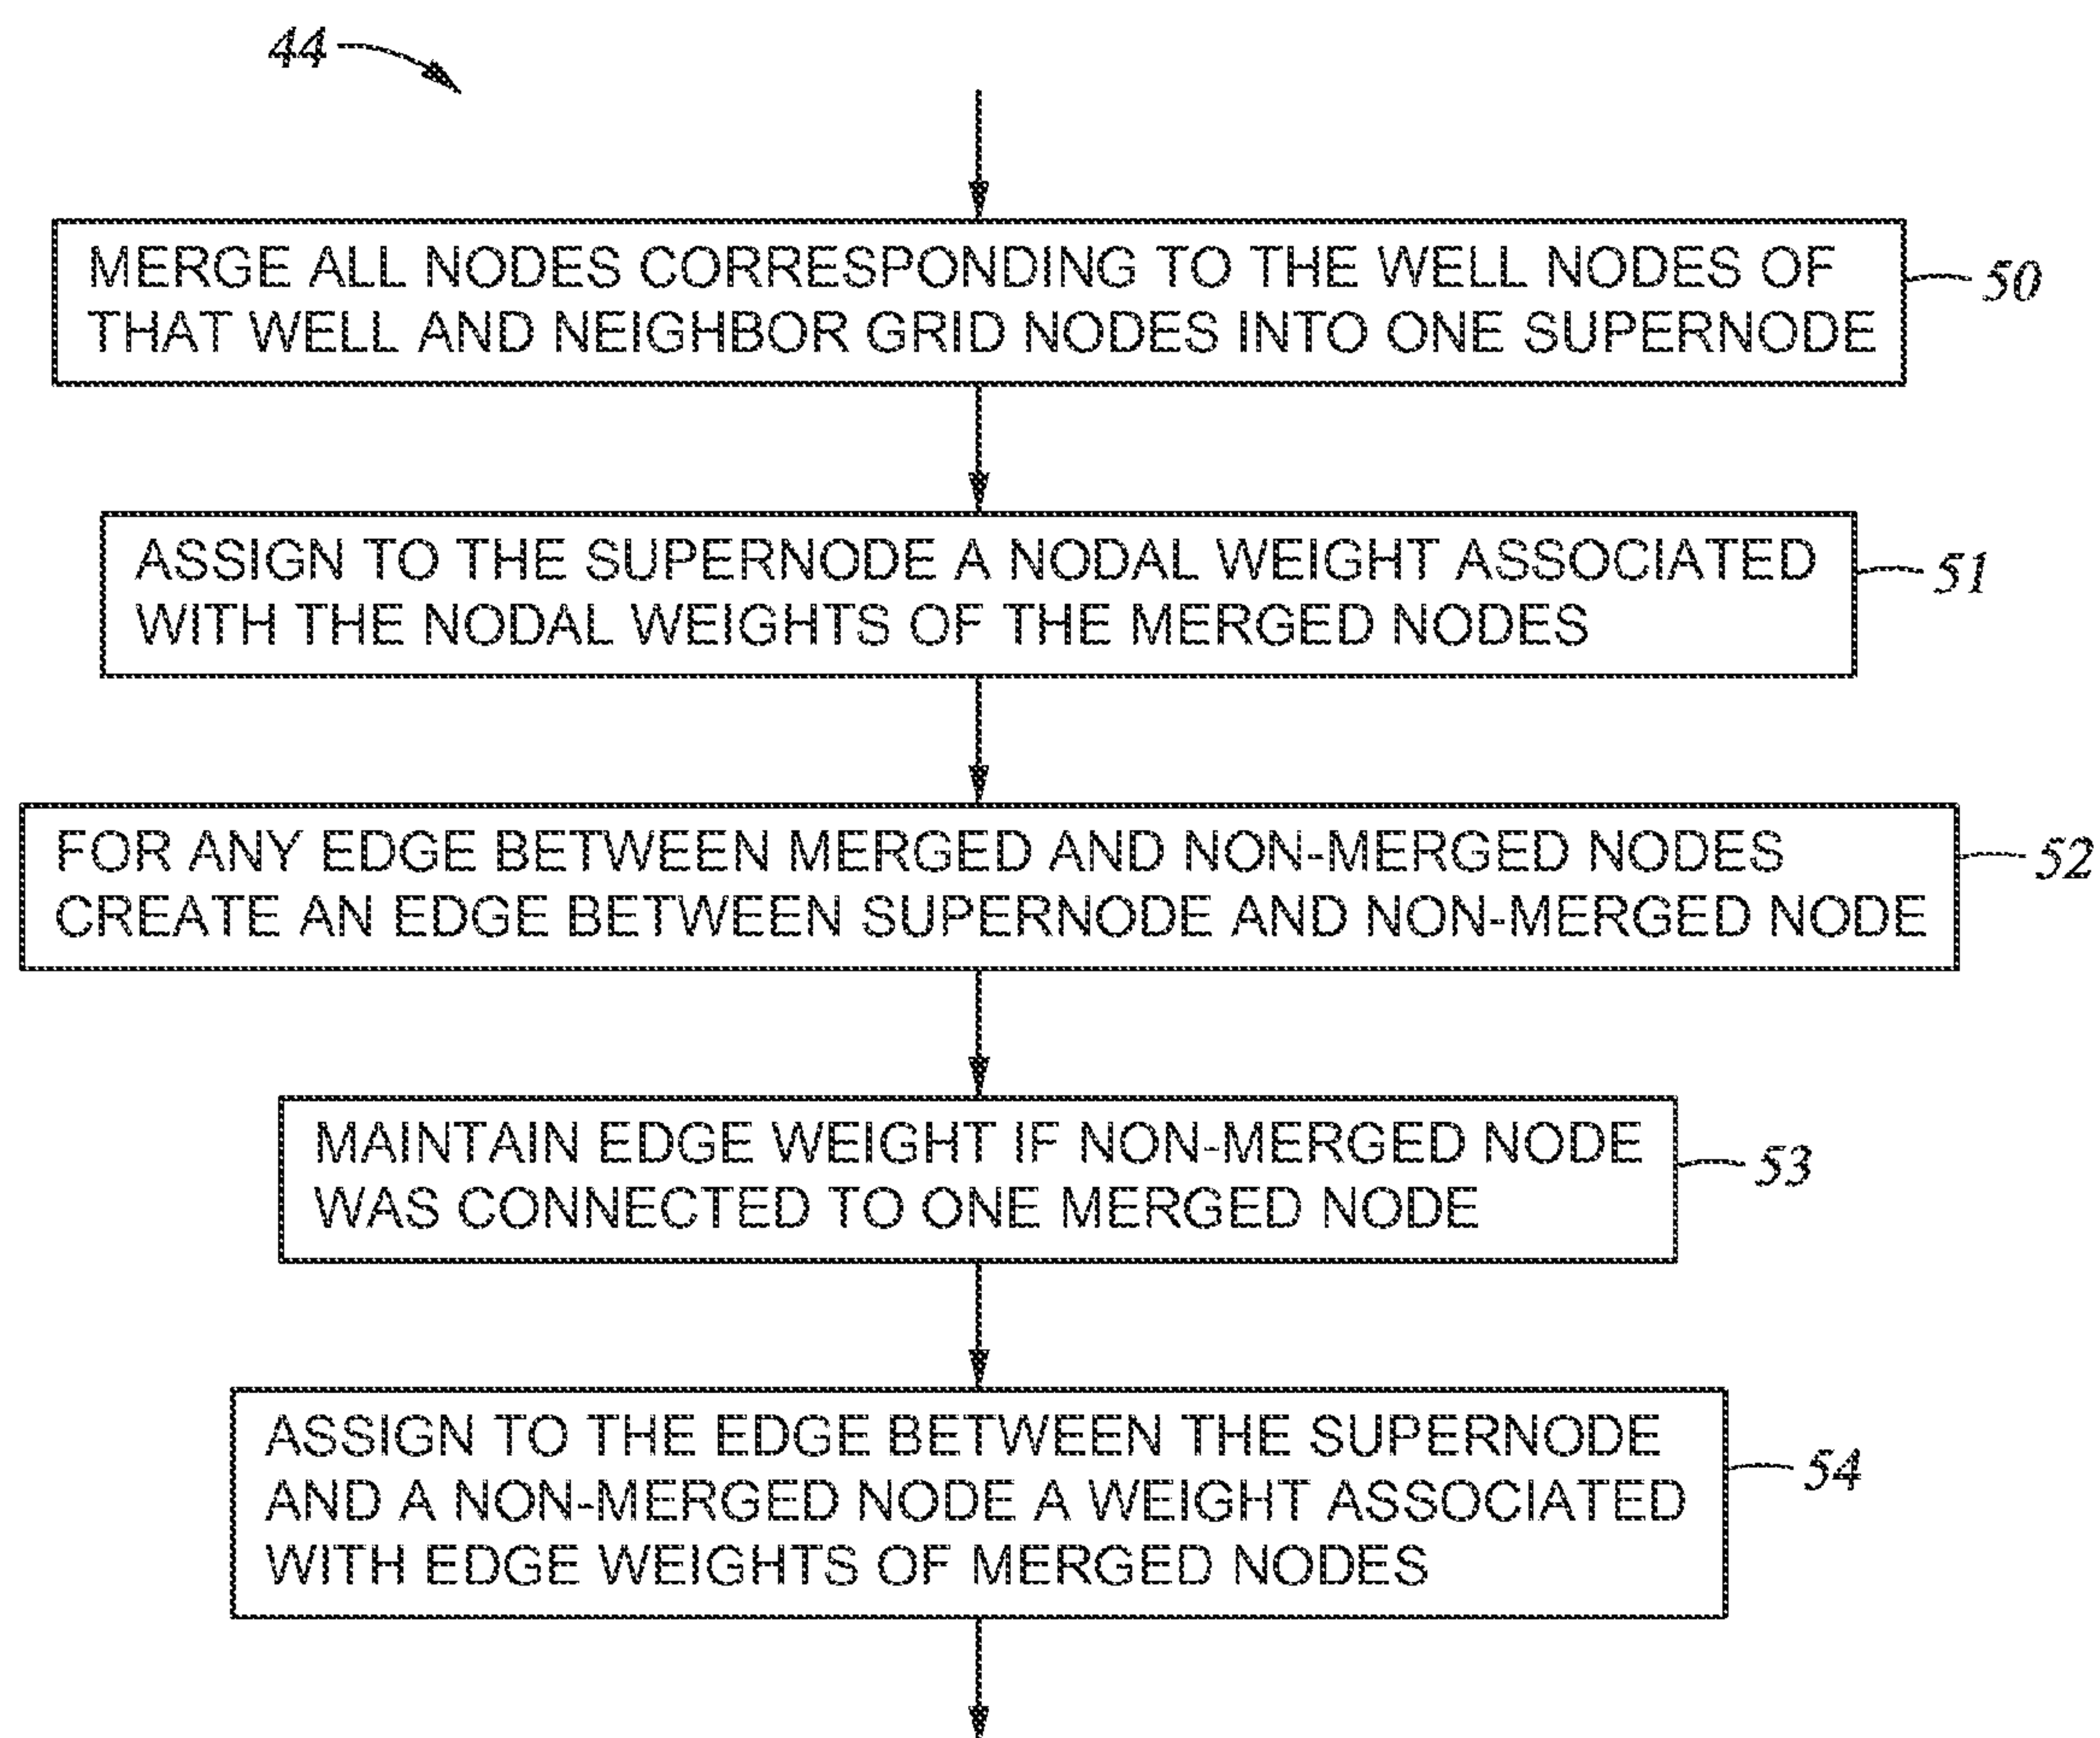 44
MERGE ALL NODES CORRESPONDING TO THE WELL NODES OF
THAT WELL AND NEIGHBOR GRID NODES INTO ONE SUPERNODE
50
ASSIGN TO THE SUPERNODE A NODAL WEIGHT ASSOCIATED
WITH THE NODAL WEIGHTS OF THE MERGED NODES
51
FOR ANY EDGE BETWEEN MERGED AND NON-MERGED NODES
CREATE AN EDGE BETWEEN SUPERNODE AND NON-MERGED NODE
52
MAINTAIN EDGE WEIGHT IF NON-MERGED NODE
WAS CONNECTED TO ONE MERGED NODE
53
ASSIGN TO THE EDGE BETWEEN THE SUPERNODE
AND A NON-MERGED NODE A WEIGHT ASSOCIATED
WITH EDGE WEIGHTS OF MERGED NODES
54